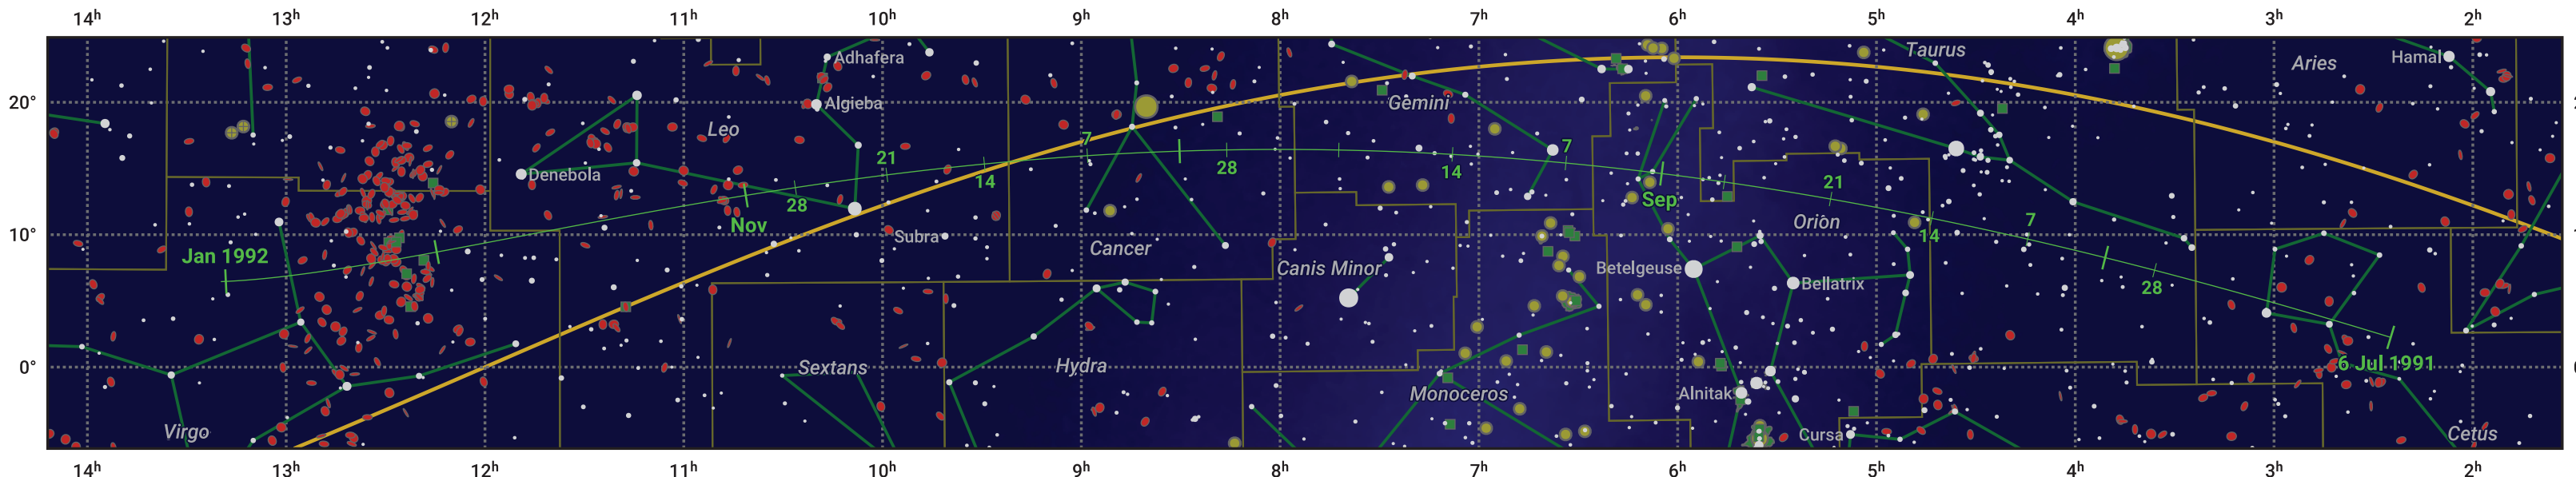 14h 13h 12h 11h 10h 9h 8h 7h 6h 5h 4h 3h 2h
Adhafera
Taurus
Aries
Hamal
20°
Algieba
Gemini
Leo
7
7
21
28
14
14
Denebola
28
21
Sep
Nov
7
Orion
10°
Subra
14
Cancer
Jan 1992
Canis Minor
Betelgeuse
Bellatrix
28
0°
Sextans
Hydra
6 Jul 1991
Monoceros
Alnitak
Virgo
Cursa
Cetus
14h 13h 12h 11h 10h 9h 8h 7h 6h 5h 4h 3h 2h